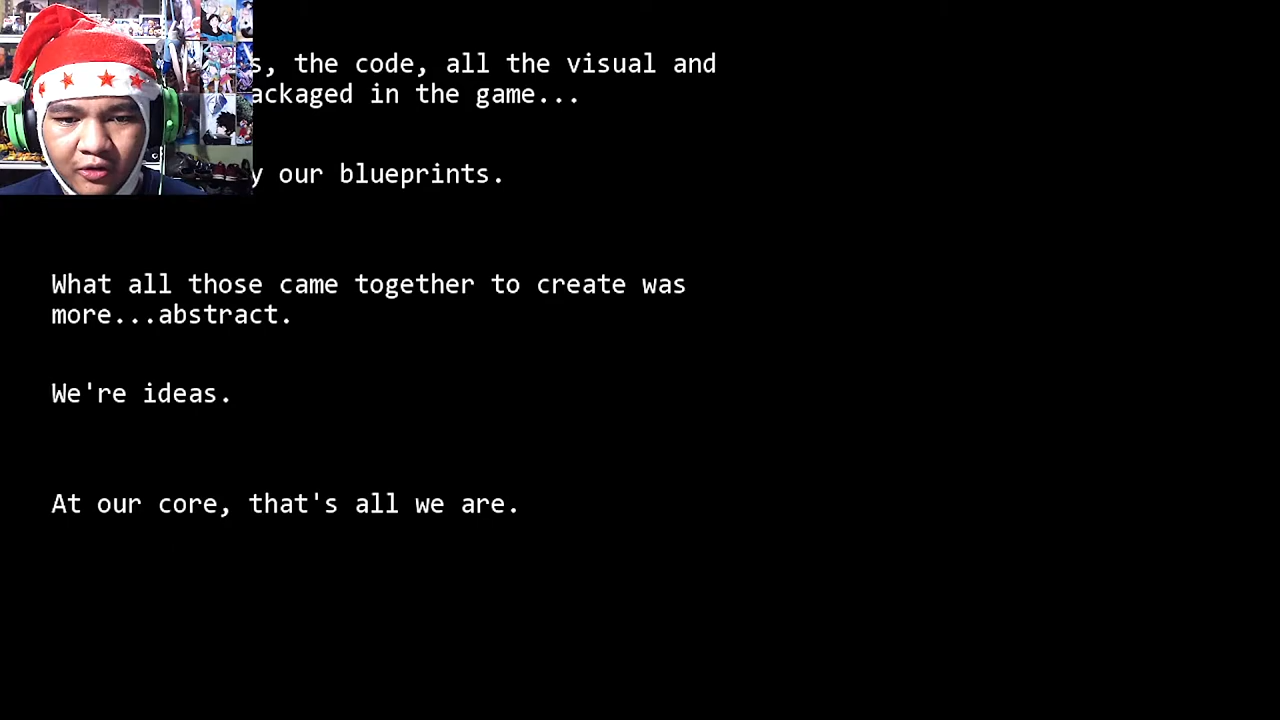 the code, all the visual and
in the game...
our blueprints.
What all those came together to create was
more...abstract.
We're ideas.
At our core, that's all we are.